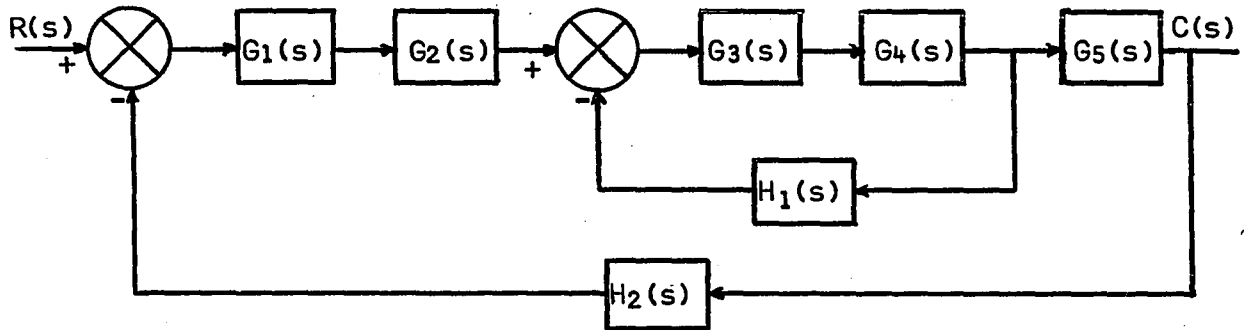 R(s)
+
-
G1(s)
G2(s)
+
-
G3(s)
G4(s)
G5(s)
C(s)
H1(s)
H2(s)